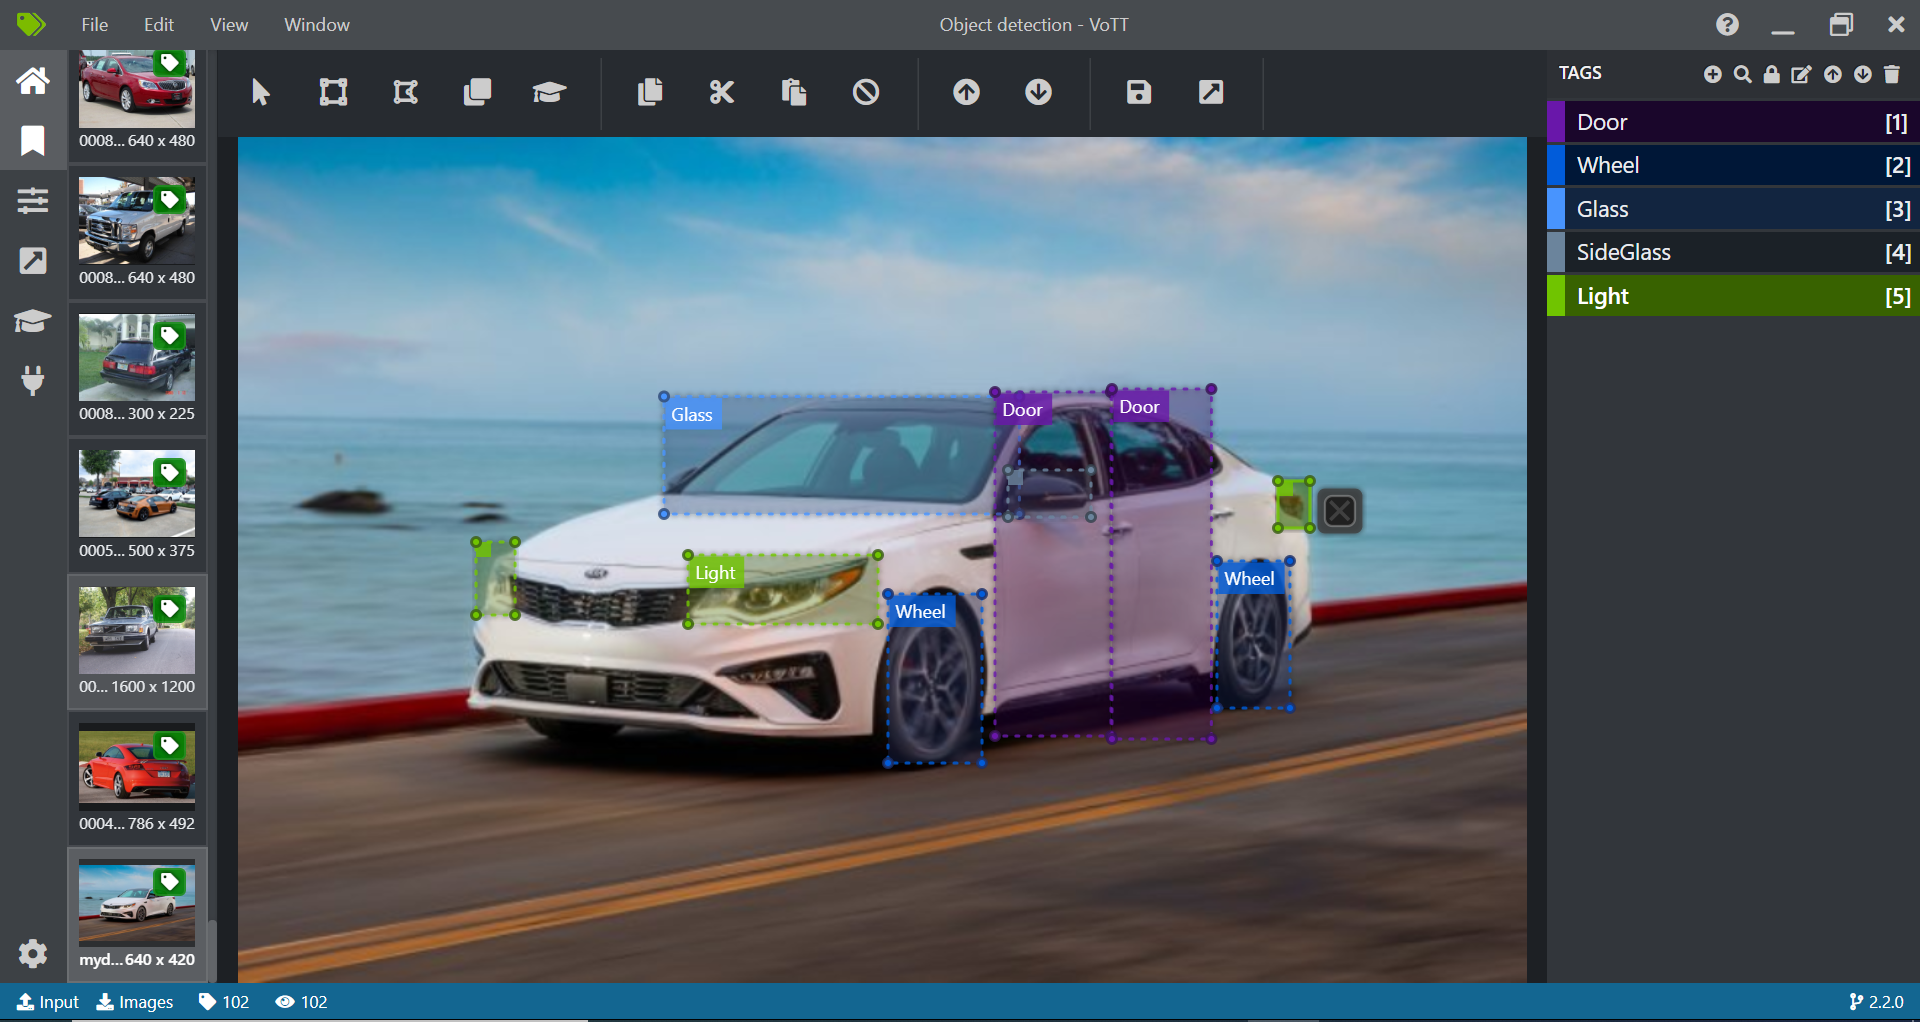 File Edit View Window
Object detection - VoTT
TAGS
Door [1]
Wheel [2]
Glass [3]
SideGlass [4]
Light [5]
0008... 640 x 480
0008... 640 x 480
0008... 300 x 225
0005... 500 x 375
00... 1600 x 1200
0004... 786 x 492
myd... 640 x 420
Glass
Door
Door
Light
Wheel
Wheel
Input Images 102 102
2.2.0